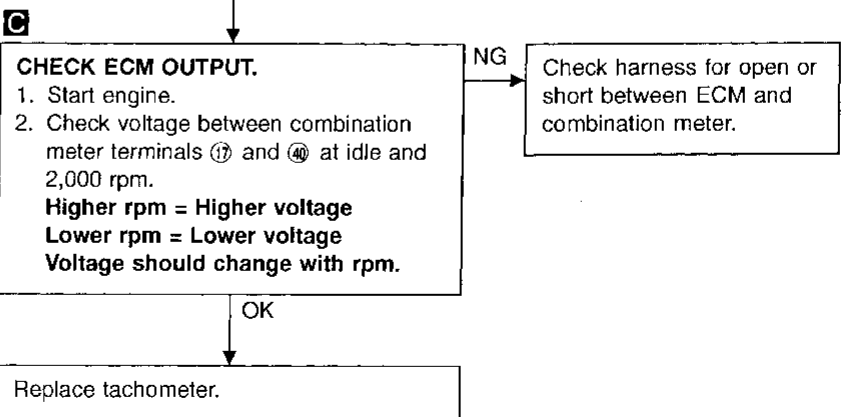 C
CHECK ECM OUTPUT.
1. Start engine.
2. Check voltage between combination
meter terminals ⑰ and ㊵ at idle and
2,000 rpm.
Higher rpm = Higher voltage
Lower rpm = Lower voltage
Voltage should change with rpm.
NG
Check harness for open or
short between ECM and
combination meter.
OK
Replace tachometer.